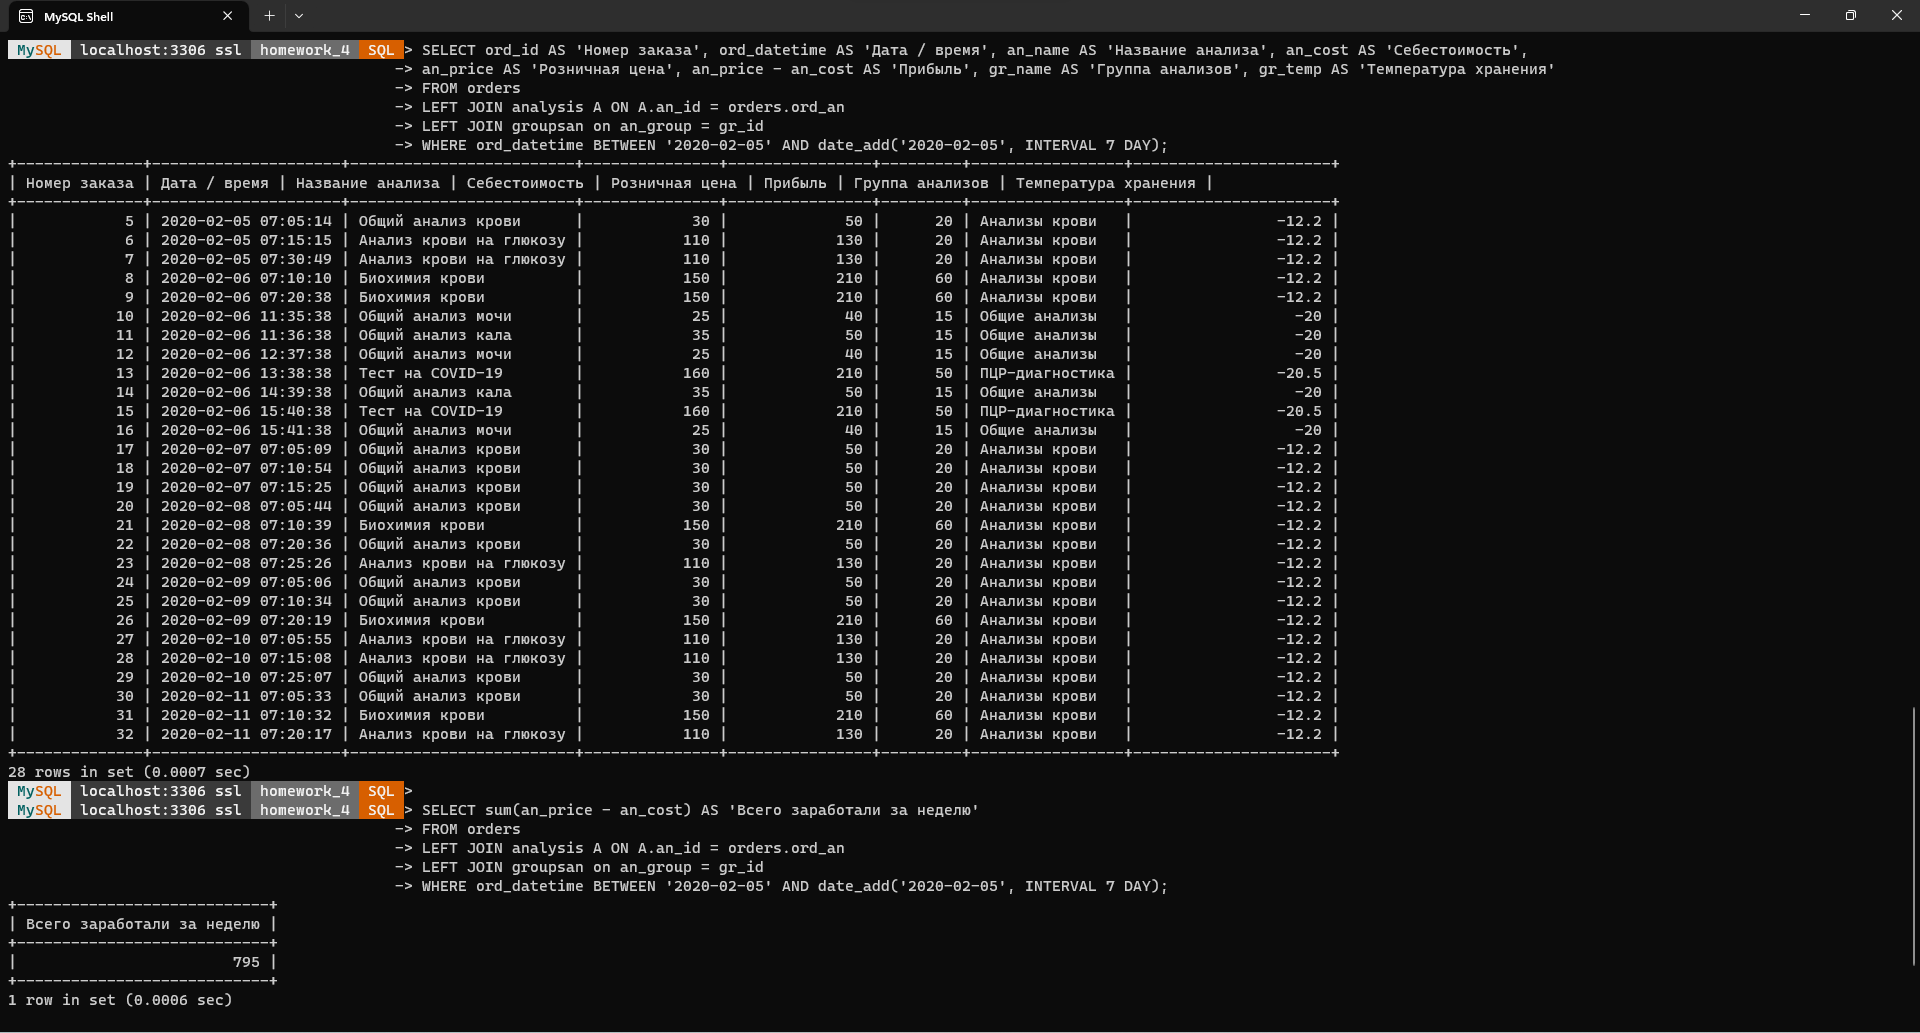 MySQL Shell
MySQL localhost:3306 ssl homework_4 SQL > SELECT ord_id AS 'Номер заказа', ord_datetime AS 'Дата / время', an_name AS 'Название анализа', an_cost AS 'Себестоимость',
-> an_price AS 'Розничная цена', an_price - an_cost AS 'Прибыль', gr_name AS 'Группа анализов', gr_temp AS 'Температура хранения'
-> FROM orders
-> LEFT JOIN analysis A ON A.an_id = orders.ord_an
-> LEFT JOIN groupsan on an_group = gr_id
-> WHERE ord_datetime BETWEEN '2020-02-05' AND date_add('2020-02-05', INTERVAL 7 DAY);
+--------------+---------------------+-------------------------+---------------+----------------+---------+-----------------+----------------------+
| Номер заказа | Дата / время | Название анализа | Себестоимость | Розничная цена | Прибыль | Группа анализов | Температура хранения |
+--------------+---------------------+-------------------------+---------------+----------------+---------+-----------------+----------------------+
| 5 | 2020-02-05 07:05:14 | Общий анализ крови | 30 | 50 | 20 | Анализы крови | -12.2 |
| 6 | 2020-02-05 07:15:15 | Анализ крови на глюкозу | 110 | 130 | 20 | Анализы крови | -12.2 |
| 7 | 2020-02-05 07:30:49 | Анализ крови на глюкозу | 110 | 130 | 20 | Анализы крови | -12.2 |
| 8 | 2020-02-06 07:10:10 | Биохимия крови | 150 | 210 | 60 | Анализы крови | -12.2 |
| 9 | 2020-02-06 07:20:38 | Биохимия крови | 150 | 210 | 60 | Анализы крови | -12.2 |
| 10 | 2020-02-06 11:35:38 | Общий анализ мочи | 25 | 40 | 15 | Общие анализы | -20 |
| 11 | 2020-02-06 11:36:38 | Общий анализ кала | 35 | 50 | 15 | Общие анализы | -20 |
| 12 | 2020-02-06 12:37:38 | Общий анализ мочи | 25 | 40 | 15 | Общие анализы | -20 |
| 13 | 2020-02-06 13:38:38 | Тест на COVID-19 | 160 | 210 | 50 | ПЦР-диагностика | -20.5 |
| 14 | 2020-02-06 14:39:38 | Общий анализ кала | 35 | 50 | 15 | Общие анализы | -20 |
| 15 | 2020-02-06 15:40:38 | Тест на COVID-19 | 160 | 210 | 50 | ПЦР-диагностика | -20.5 |
| 16 | 2020-02-06 15:41:38 | Общий анализ мочи | 25 | 40 | 15 | Общие анализы | -20 |
| 17 | 2020-02-07 07:05:09 | Общий анализ крови | 30 | 50 | 20 | Анализы крови | -12.2 |
| 18 | 2020-02-07 07:10:54 | Общий анализ крови | 30 | 50 | 20 | Анализы крови | -12.2 |
| 19 | 2020-02-07 07:15:25 | Общий анализ крови | 30 | 50 | 20 | Анализы крови | -12.2 |
| 20 | 2020-02-08 07:05:44 | Общий анализ крови | 30 | 50 | 20 | Анализы крови | -12.2 |
| 21 | 2020-02-08 07:10:39 | Биохимия крови | 150 | 210 | 60 | Анализы крови | -12.2 |
| 22 | 2020-02-08 07:20:36 | Общий анализ крови | 30 | 50 | 20 | Анализы крови | -12.2 |
| 23 | 2020-02-08 07:25:26 | Анализ крови на глюкозу | 110 | 130 | 20 | Анализы крови | -12.2 |
| 24 | 2020-02-09 07:05:06 | Общий анализ крови | 30 | 50 | 20 | Анализы крови | -12.2 |
| 25 | 2020-02-09 07:10:34 | Общий анализ крови | 30 | 50 | 20 | Анализы крови | -12.2 |
| 26 | 2020-02-09 07:20:19 | Биохимия крови | 150 | 210 | 60 | Анализы крови | -12.2 |
| 27 | 2020-02-10 07:05:55 | Анализ крови на глюкозу | 110 | 130 | 20 | Анализы крови | -12.2 |
| 28 | 2020-02-10 07:15:08 | Анализ крови на глюкозу | 110 | 130 | 20 | Анализы крови | -12.2 |
| 29 | 2020-02-10 07:25:07 | Общий анализ крови | 30 | 50 | 20 | Анализы крови | -12.2 |
| 30 | 2020-02-11 07:05:33 | Общий анализ крови | 30 | 50 | 20 | Анализы крови | -12.2 |
| 31 | 2020-02-11 07:10:32 | Биохимия крови | 150 | 210 | 60 | Анализы крови | -12.2 |
| 32 | 2020-02-11 07:20:17 | Анализ крови на глюкозу | 110 | 130 | 20 | Анализы крови | -12.2 |
+--------------+---------------------+-------------------------+---------------+----------------+---------+-----------------+----------------------+
28 rows in set (0.0007 sec)
MySQL localhost:3306 ssl homework_4 SQL >
MySQL localhost:3306 ssl homework_4 SQL > SELECT sum(an_price - an_cost) AS 'Всего заработали за неделю'
-> FROM orders
-> LEFT JOIN analysis A ON A.an_id = orders.ord_an
-> LEFT JOIN groupsan on an_group = gr_id
-> WHERE ord_datetime BETWEEN '2020-02-05' AND date_add('2020-02-05', INTERVAL 7 DAY);
+----------------------------+
| Всего заработали за неделю |
+----------------------------+
| 795 |
+----------------------------+
1 row in set (0.0006 sec)